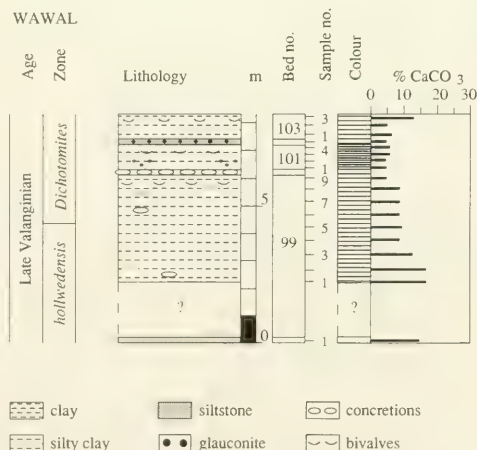 WAWAL
Age
Zone
Lithology
m
Bed no.
Sample no.
Colour
% CaCO 3
0 10 20 30
Late Valanginian
Dichotomites
hollwedensis
5
0
?
103
101
99
3
1
4
1
9
7
5
3
1
1
?
clay
siltstone
concretions
silty clay
glauconite
bivalves